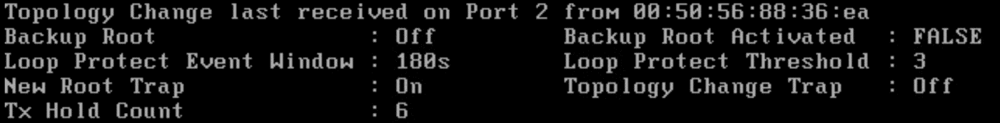 Topology Change last received on Port 2 from 00:50:56:88:36:ea
Backup Root : Off Backup Root Activated : FALSE
Loop Protect Event Window : 180s Loop Protect Threshold : 3
New Root Trap : On Topology Change Trap : Off
Tx Hold Count : 6